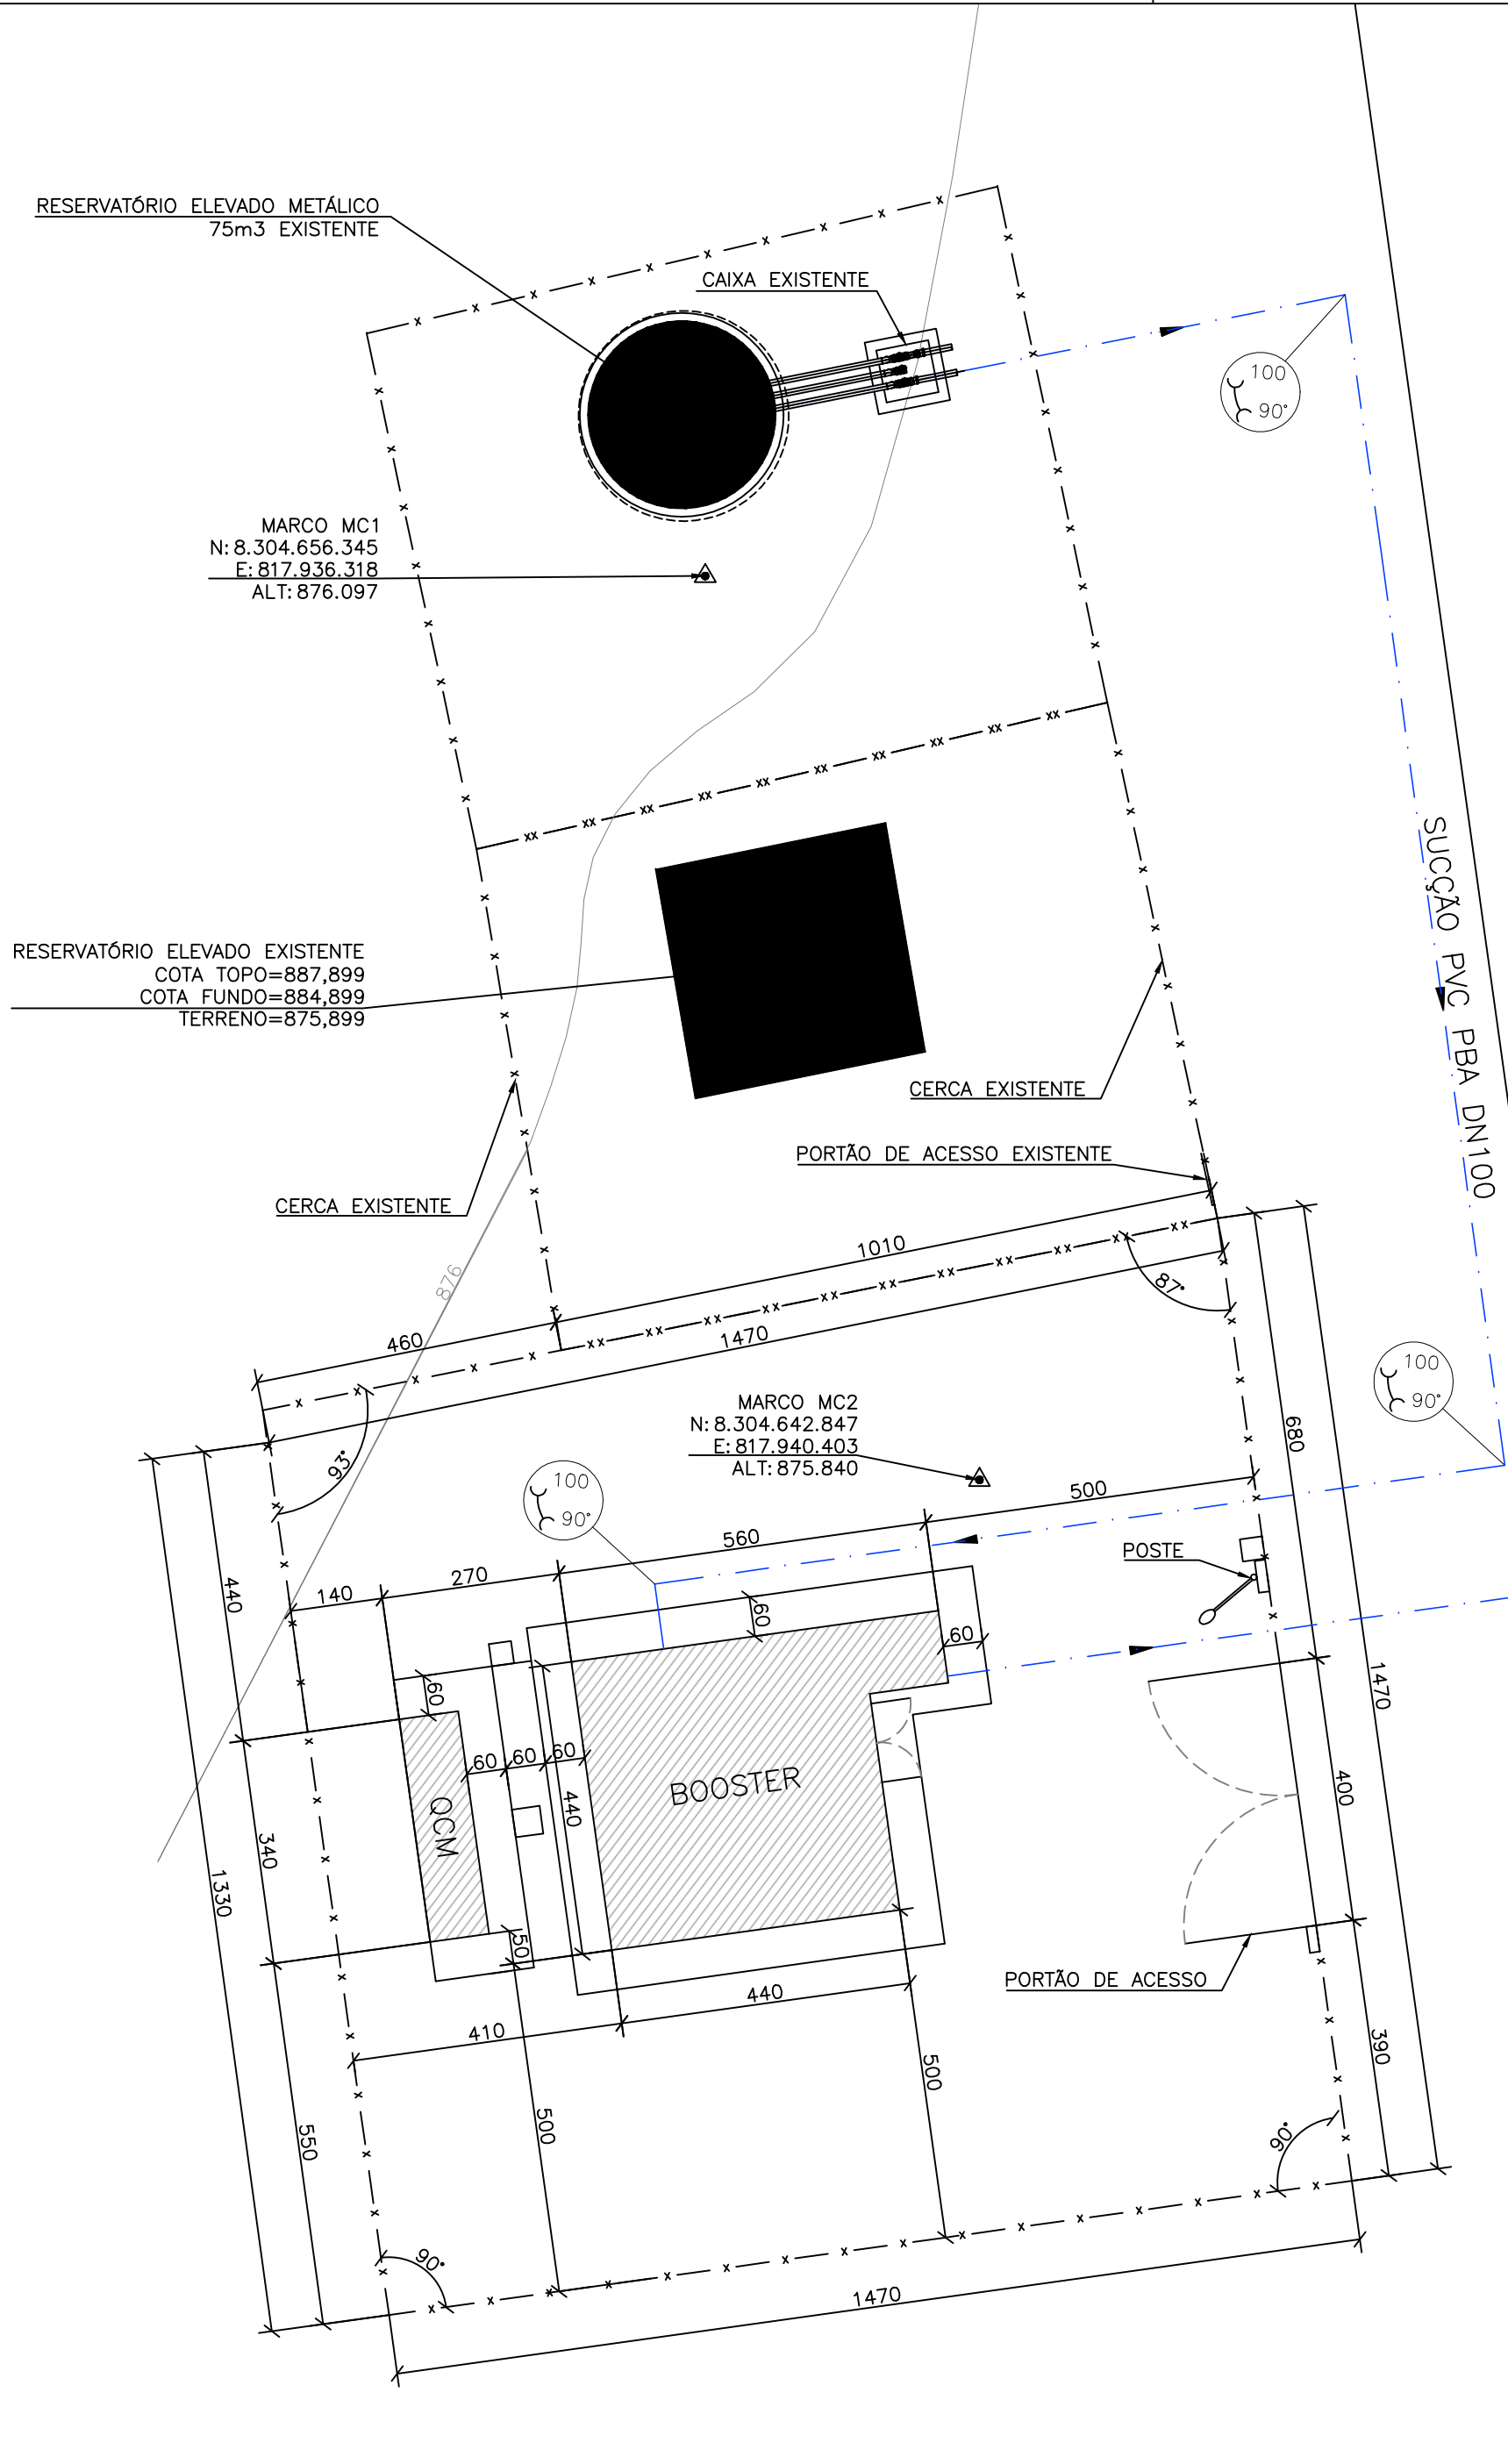 RESERVATÓRIO ELEVADO METÁLICO
75m3 EXISTENTE
CAIXA EXISTENTE
100
90°
MARCO MC1
N:8.304.656.345
E:817.936.318
ALT:876.097
SUCÇÃO PVC PBA DN100
RESERVATÓRIO ELEVADO EXISTENTE
COTA TOPO=887,899
COTA FUNDO=884,899
TERRENO=875,899
CERCA EXISTENTE
PORTÃO DE ACESSO EXISTENTE
CERCA EXISTENTE
876
1010
87°
460
1470
100
90°
MARCO MC2
N:8.304.642.847
E:817.940.403
ALT:875.840
680
93°
100
90°
500
560
POSTE
270
140
440
60
60
60
1470
60
60
60
BOOSTER
440
400
QCM
340
1330
50
PORTÃO DE ACESSO
440
410
390
500
500
550
90°
90°
1470